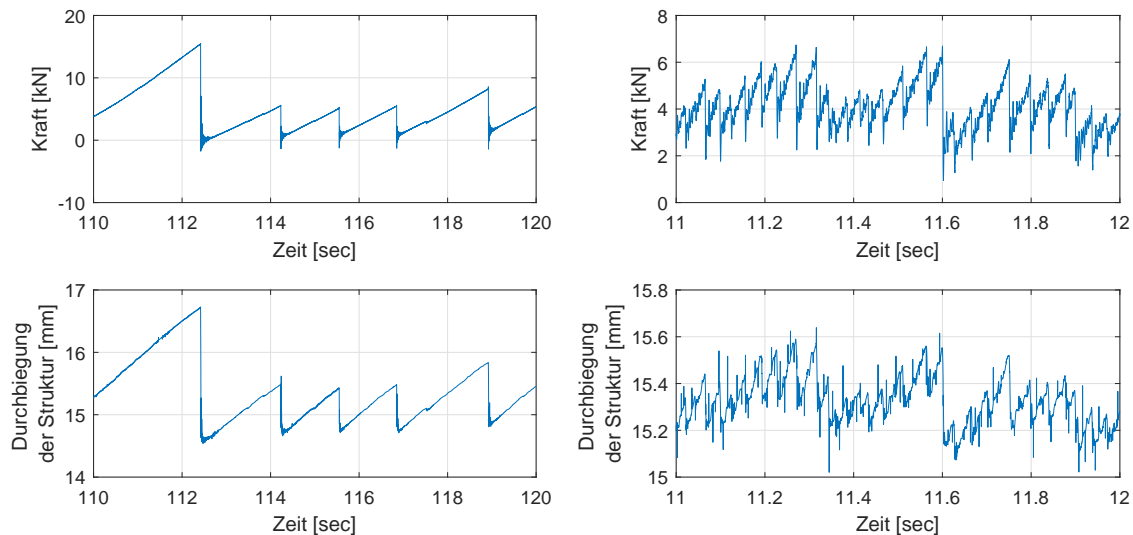 20
10
0
-10
Kraft [kN]
110 112 114 116 118 120
Zeit [sec]
8
6
4
2
0
Kraft [kN]
11 11.2 11.4 11.6 11.8 12
Zeit [sec]
17
16
15
14
Durchbiegung
der Struktur [mm]
110 112 114 116 118 120
Zeit [sec]
15.8
15.6
15.4
15.2
15
Durchbiegung
der Struktur [mm]
11 11.2 11.4 11.6 11.8 12
Zeit [sec]